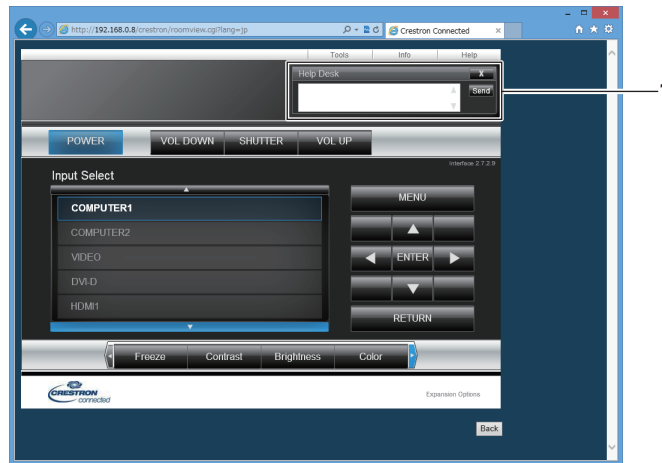 http://192.168.0.8/crestron/roomview.cgi?lang=jp
Crestron Connected
Tools Info Help
Help Desk X
Send
POWER VOL DOWN SHUTTER VOL UP
Interface 2.7.2.9
Input Select
MENU
COMPUTER1
COMPUTER2
VIDEO
ENTER
DVI-D
HDMI1
RETURN
Freeze Contrast Brightness Color
CRESTRON
connected
Expansion Options
Back